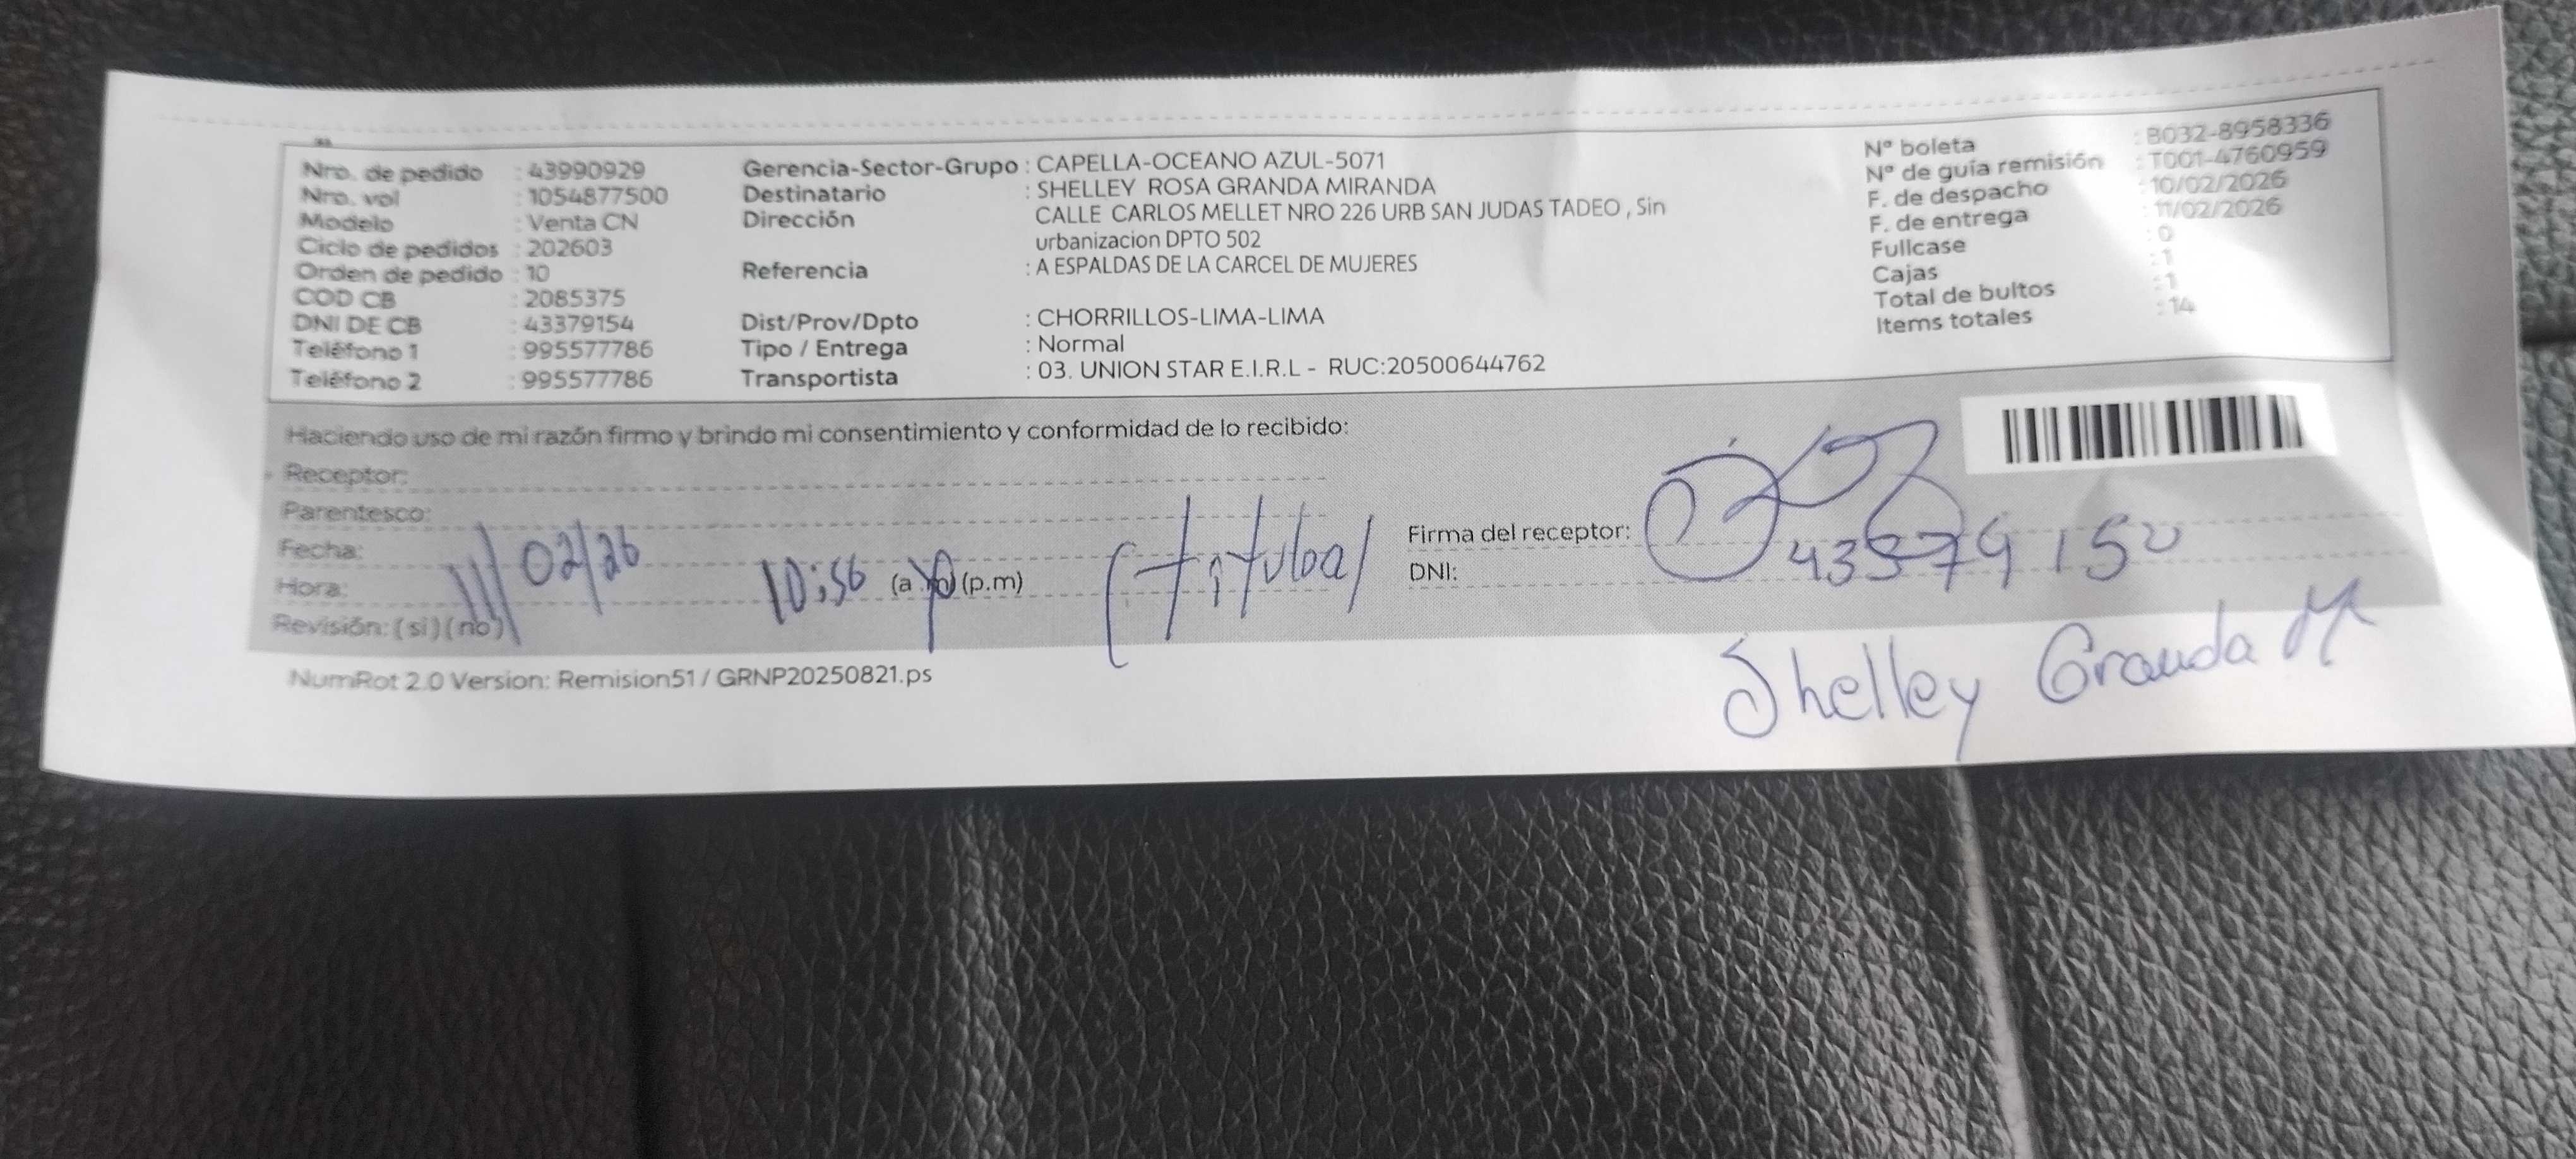 Nro. de pedido : 43990929
Nro. vol : 1054877500
Modelo : Venta CN
Ciclo de pedidos : 202603
Orden de pedido : 10
COD CB : 2085375
DNI DE CB : 43379154
Teléfono 1 : 995577786
Teléfono 2 : 995577786
Gerencia-Sector-Grupo : CAPELLA-OCEANO AZUL-5071
Destinatario : SHELLEY ROSA GRANDA MIRANDA
Dirección CALLE CARLOS MELLET NRO 226 URB SAN JUDAS TADEO , Sin
urbanizacion DPTO 502
Referencia : A ESPALDAS DE LA CARCEL DE MUJERES
Dist/Prov/Dpto : CHORRILLOS-LIMA-LIMA
Tipo / Entrega : Normal
Transportista : 03. UNION STAR E.I.R.L - RUC:20500644762
Nº boleta : B032-8958336
Nº de guía remisión : T001-4760959
F. de despacho : 10/02/2026
F. de entrega : 11/02/2026
Fullcase : 0
Cajas : 1
Total de bultos : 1
Items totales : 14
Haciendo uso de mi razón firmo y brindo mi consentimiento y conformidad de lo recibido:
Receptor:
Parentesco:
Fecha: 11/02/26
Hora: 10:56 (a (p.m)
Revisión: (si) (no)
Firma del receptor:
DNI:
Shelley Granda M
NumRot 2.0 Version: Remision51 / GRNP20250821.ps